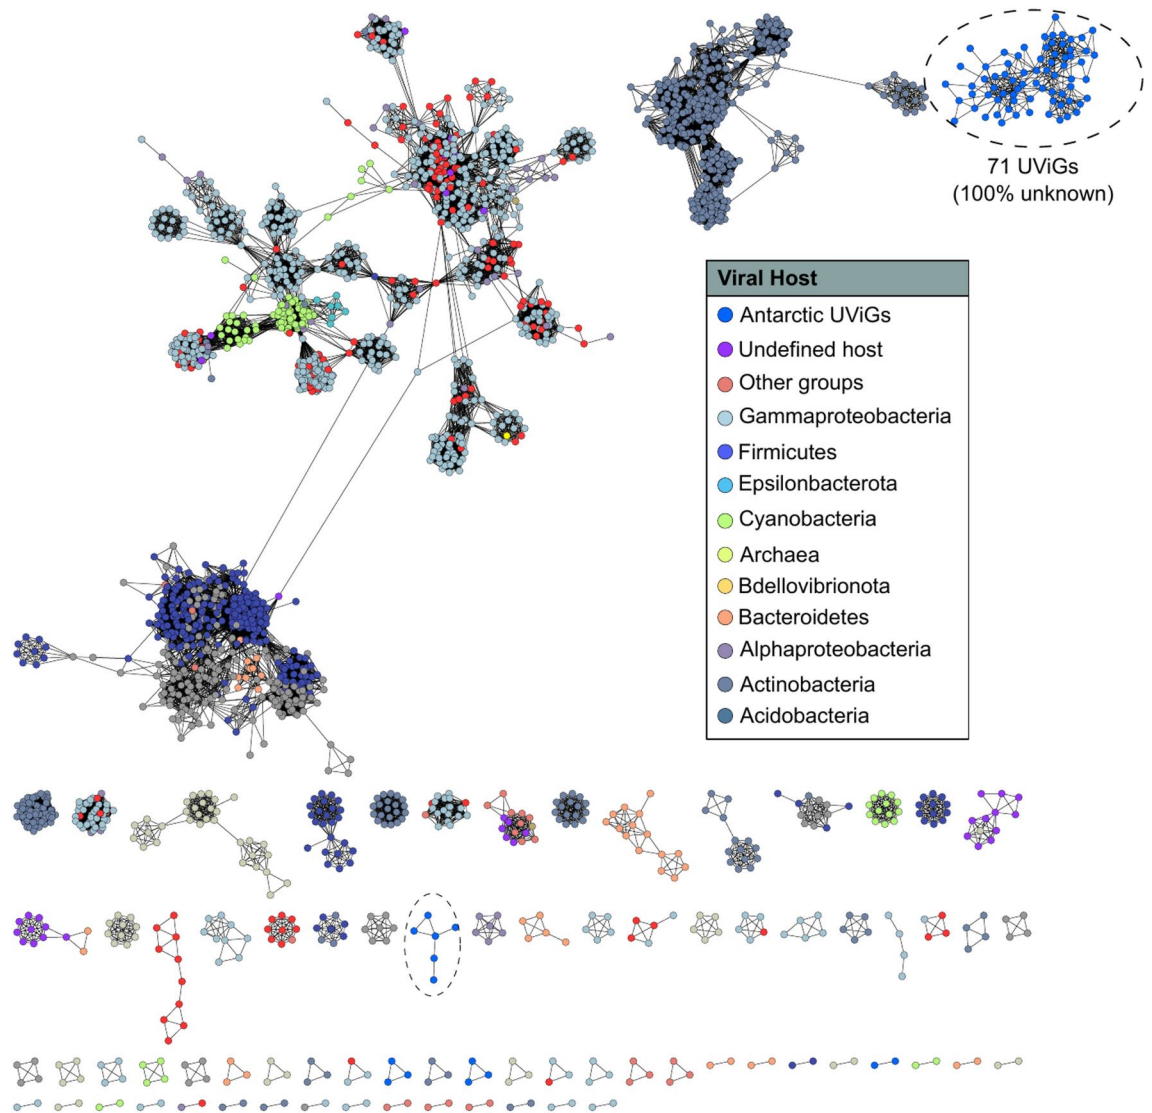 71 UViGs
(100% unknown)
Viral Host
Antarctic UViGs
Undefined host
Other groups
Gammaproteobacteria
Firmicutes
Epsilonbacterota
Cyanobacteria
Archaea
Bdellovibrionota
Bacteroidetes
Alphaproteobacteria
Actinobacteria
Acidobacteria